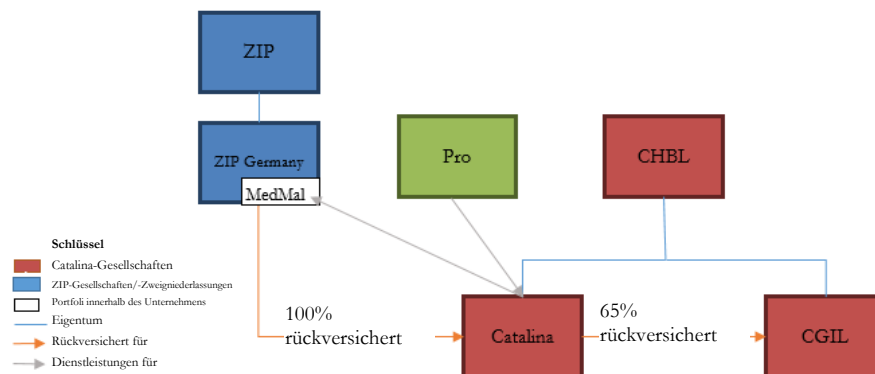 ZIP
ZIP Germany
MedMal
Pro
CHBL
Schlüssel
Catalina-Gesellschaften
ZIP-Gesellschaften/-Zweigniederlassungen
Portfoli innerhalb des Unternehmens
Eigentum
Rückversichert für
Dienstleistungen für
100%
rückversichert
Catalina
65%
rückversichert
CGIL